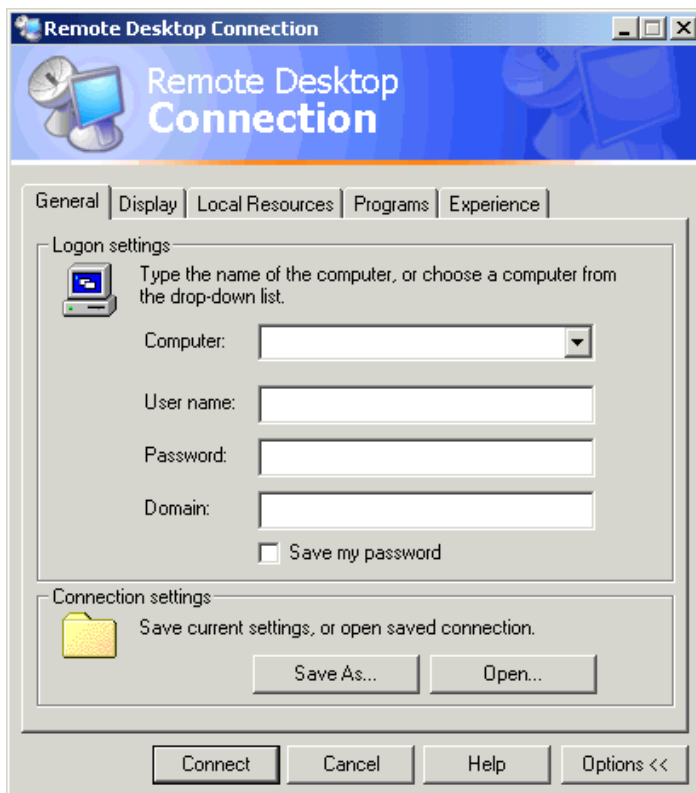 Remote Desktop Connection
Remote Desktop
Connection
General Display Local Resources Programs Experience
Logon settings
Type the name of the computer, or choose a computer from
the drop-down list.
Computer:
User name:
Password:
Domain:
Save my password
Connection settings
Save current settings, or open saved connection.
Save As... Open...
Connect Cancel Help Options <<